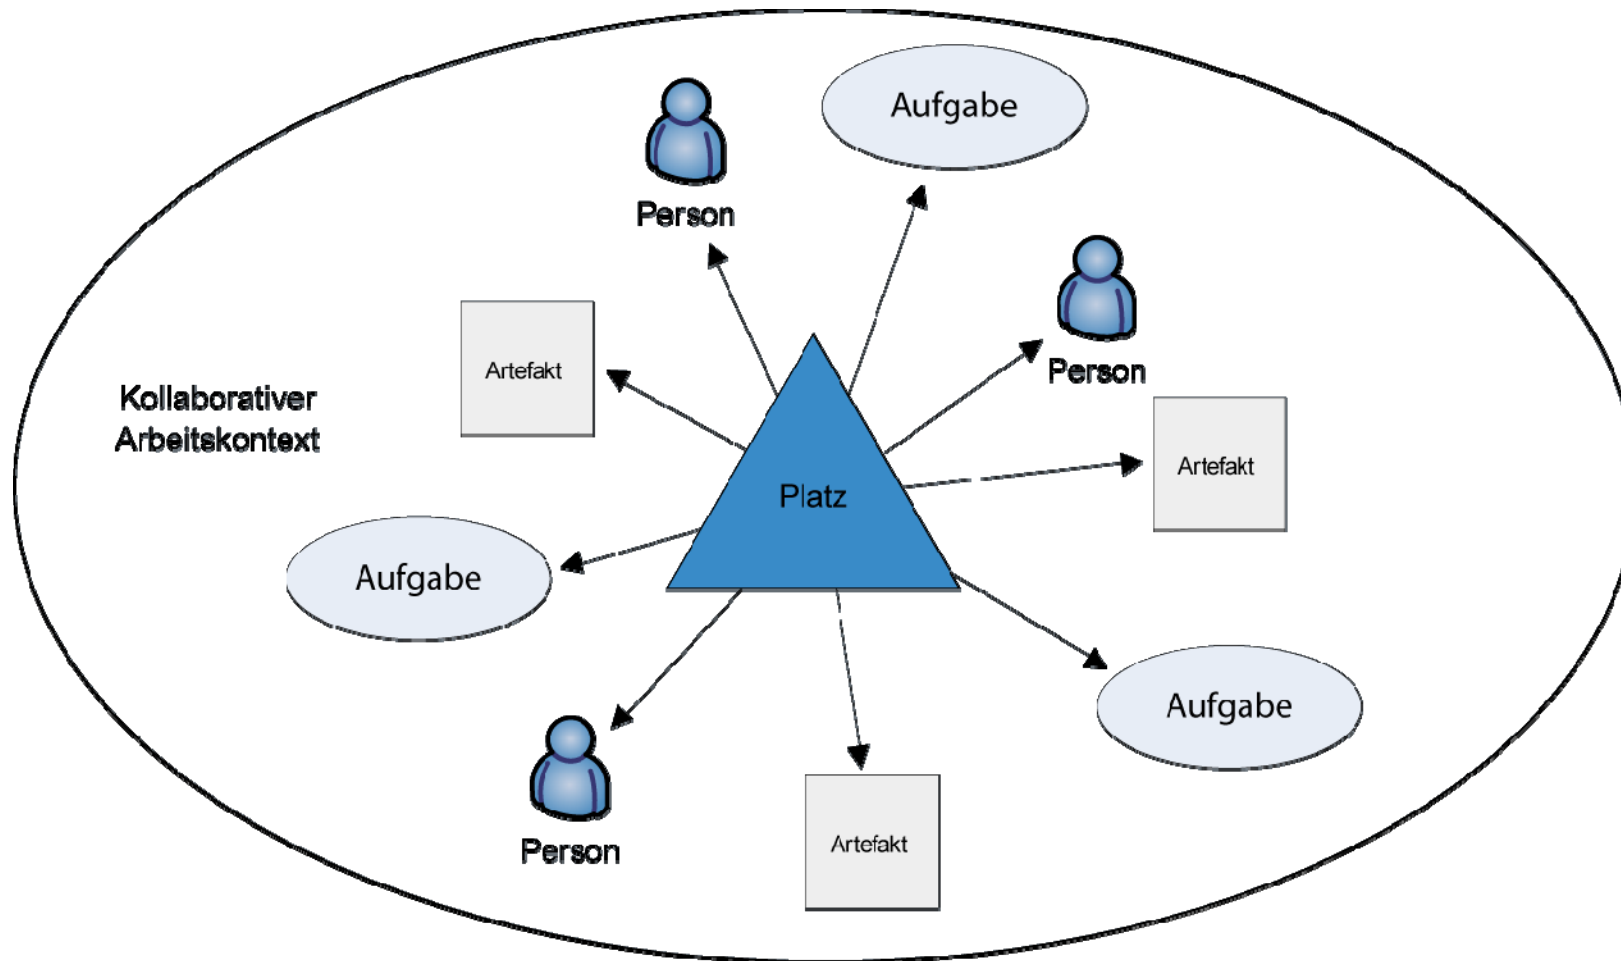 Aufgabe
Person
Person
Artefakt
Kollaborativer
Arbeitskontext
Artefakt
Platz
Aufgabe
Aufgabe
Person
Artefakt